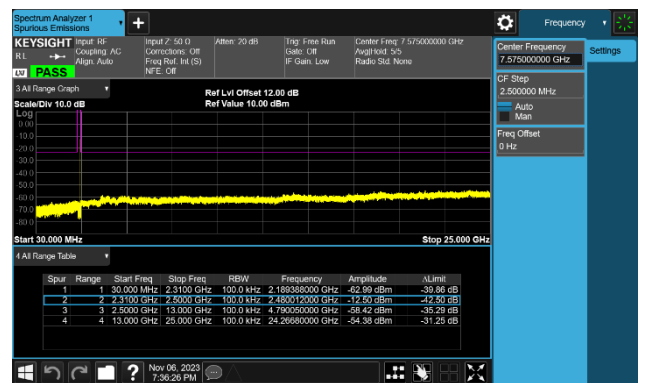 Spectrum Analyzer 1
Spurious Emissions
Frequency
KEYSIGHT Input: RF Input Z: 50 Ω Atten: 20 dB Trig: Free Run Center Freq: 7.575000000 GHz
RL Coupling: AC Corrections: Off Gate: Off Avg|Hold: 5/5
Align: Auto Freq Ref: Int (S) IF Gain: Low Radio Std: None
LXI PASS NFE: Off
Center Frequency
7.575000000 GHz
Settings
CF Step
2.500000 MHz
Auto
Man
Freq Offset
0 Hz
3 All Range Graph
Ref Lvl Offset 12.00 dB
Scale/Div 10.0 dB Ref Value 10.00 dBm
Log
0.00
-10.0
-20.0
-30.0
-40.0
-50.0
-60.0
-70.0
-80.0
Start 30.000 MHz Stop 25.000 GHz
4 All Range Table
Spur Range Start Freq Stop Freq RBW Frequency Amplitude ΔLimit
1 1 30.000 MHz 2.3100 GHz 100.0 kHz 2.189388000 GHz -62.99 dBm -39.86 dB
2 2 2.3100 GHz 2.5000 GHz 100.0 kHz 2.480012000 GHz -12.50 dBm -42.50 dB
3 3 2.5000 GHz 13.000 GHz 100.0 kHz 4.790050000 GHz -58.42 dBm -35.29 dB
4 4 13.000 GHz 25.000 GHz 100.0 kHz 24.26680000 GHz -54.38 dBm -31.25 dB
?
Nov 06, 2023
7:36:26 PM